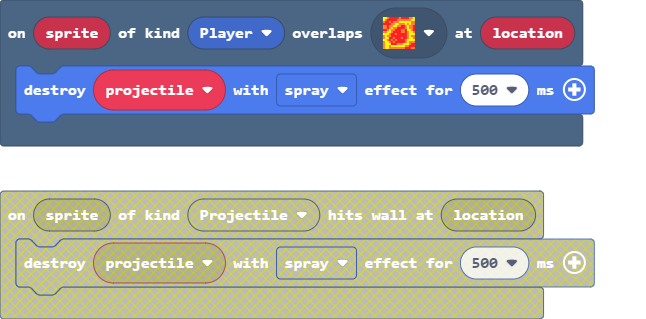 on sprite of kind Player overlaps at location
destroy projectile with spray effect for 500 ms
on sprite of kind Projectile hits wall at location
destroy projectile with spray effect for 500 ms